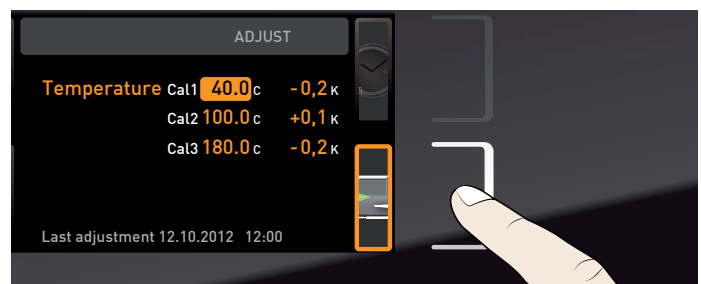 ADJUST
Temperature Cal1 40.0 c -0,2 K
Cal2 100.0 c +0,1 K
Cal3 180.0 c -0,2 K
Last adjustment 12.10.2012 12:00